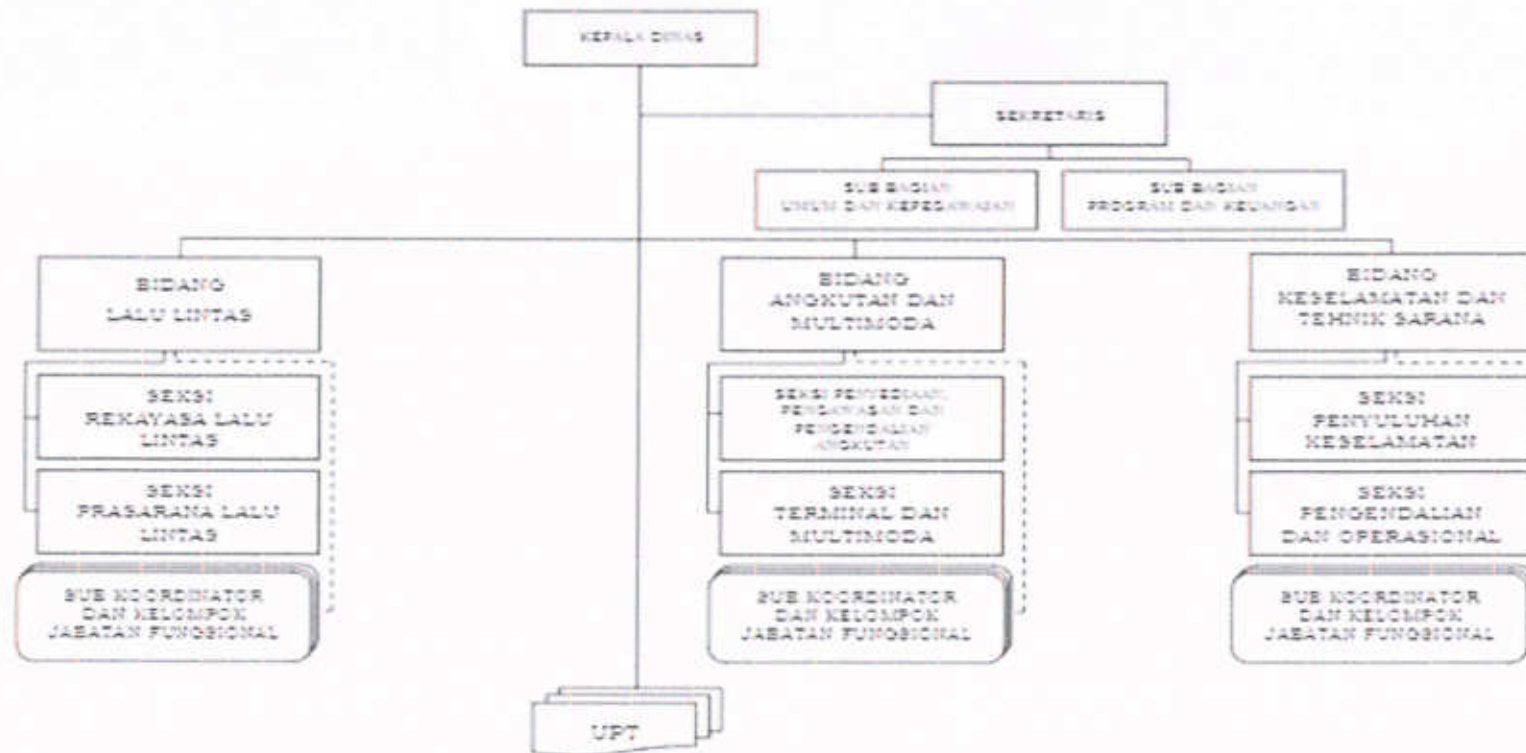 KEPALA DINAS
SEKRETARIS
SUB BAGIAN
UMUM DAN KEPEGAWAIAN
SUB BAGIAN
PROGRAM DAN KEUANGAN
BIDANG
LALU LINTAS
BIDANG
ANGKUTAN DAN
MULTIMODA
BIDANG
KESELAMATAN DAN
TEHNIK SARANA
SEKSI
REKAYASA LALU
LINTAS
SEKSI PENYEDIAAN,
PENGAWASAN DAN
PENGENDALIAN
ANGKUTAN
SEKSI
PENYULUHAN
KESELAMATAN
SEKSI
PRASARANA LALU
LINTAS
SEKSI
TERMINAL DAN
MULTIMODA
SEKSI
PENGENDALIAN
DAN OPERASIONAL
SUB KOORDINATOR
DAN KELOMPOK
JABATAN FUNGSIONAL
SUB KOORDINATOR
DAN KELOMPOK
JABATAN FUNGSIONAL
SUB KOORDINATOR
DAN KELOMPOK
JABATAN FUNGSIONAL
UPT